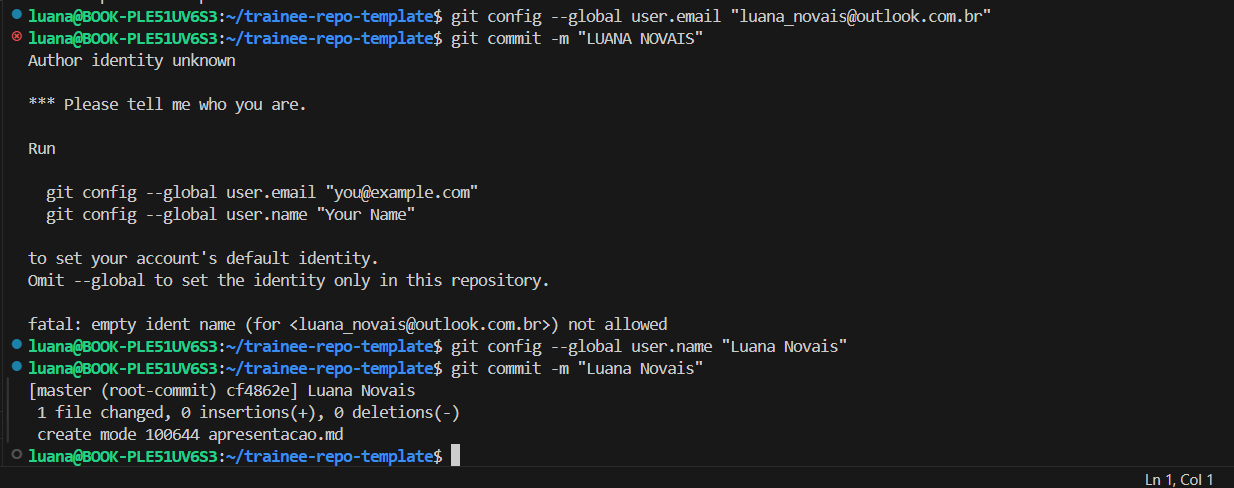 luana@BOOK-PLE51UV6S3:~/trainee-repo-template$ git config --global user.email "luana_novais@outlook.com.br"
luana@BOOK-PLE51UV6S3:~/trainee-repo-template$ git commit -m "LUANA NOVAIS"
Author identity unknown
*** Please tell me who you are.
Run
git config --global user.email "you@example.com"
git config --global user.name "Your Name"
to set your account's default identity.
Omit --global to set the identity only in this repository.
fatal: empty ident name (for <luana_novais@outlook.com.br>) not allowed
luana@BOOK-PLE51UV6S3:~/trainee-repo-template$ git config --global user.name "Luana Novais"
luana@BOOK-PLE51UV6S3:~/trainee-repo-template$ git commit -m "Luana Novais"
[master (root-commit) cf4862e] Luana Novais
1 file changed, 0 insertions(+), 0 deletions(-)
create mode 100644 apresentacao.md
luana@BOOK-PLE51UV6S3:~/trainee-repo-template$
Ln 1, Col 1